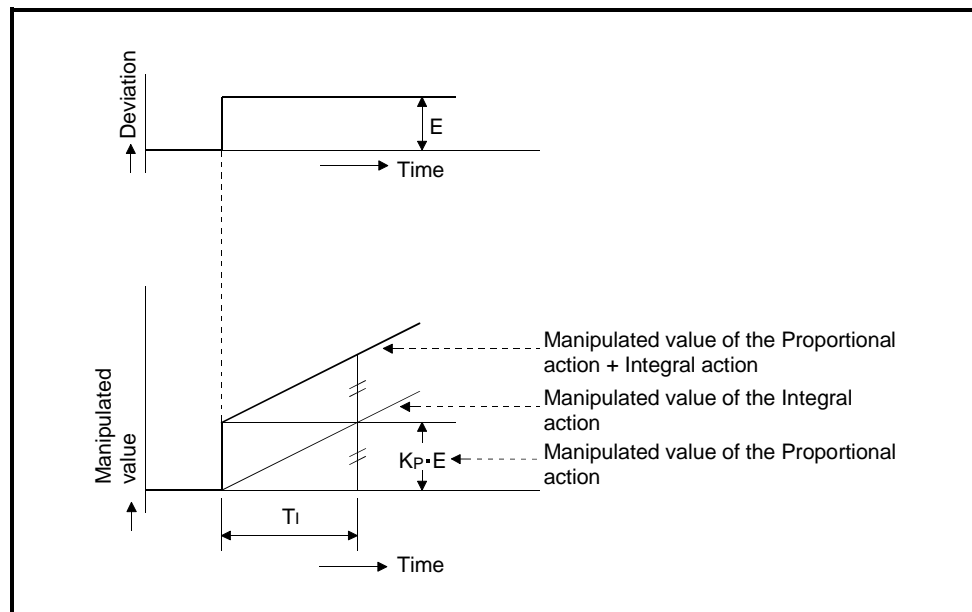 Deviation
E
Time
Manipulated value of the Proportional
action + Integral action
Manipulated value of the Integral
action
Manipulated
value
KP·E
Manipulated value of the Proportional
action
TI
Time